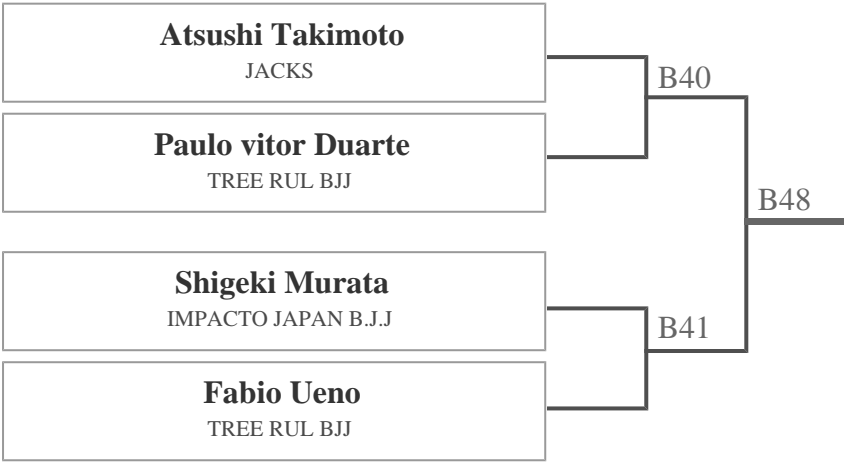 Atsushi Takimoto
JACKS
B40
Paulo vitor Duarte
TREE RUL BJJ
B48
Shigeki Murata
IMPACTO JAPAN B.J.J
B41
Fabio Ueno
TREE RUL BJJ